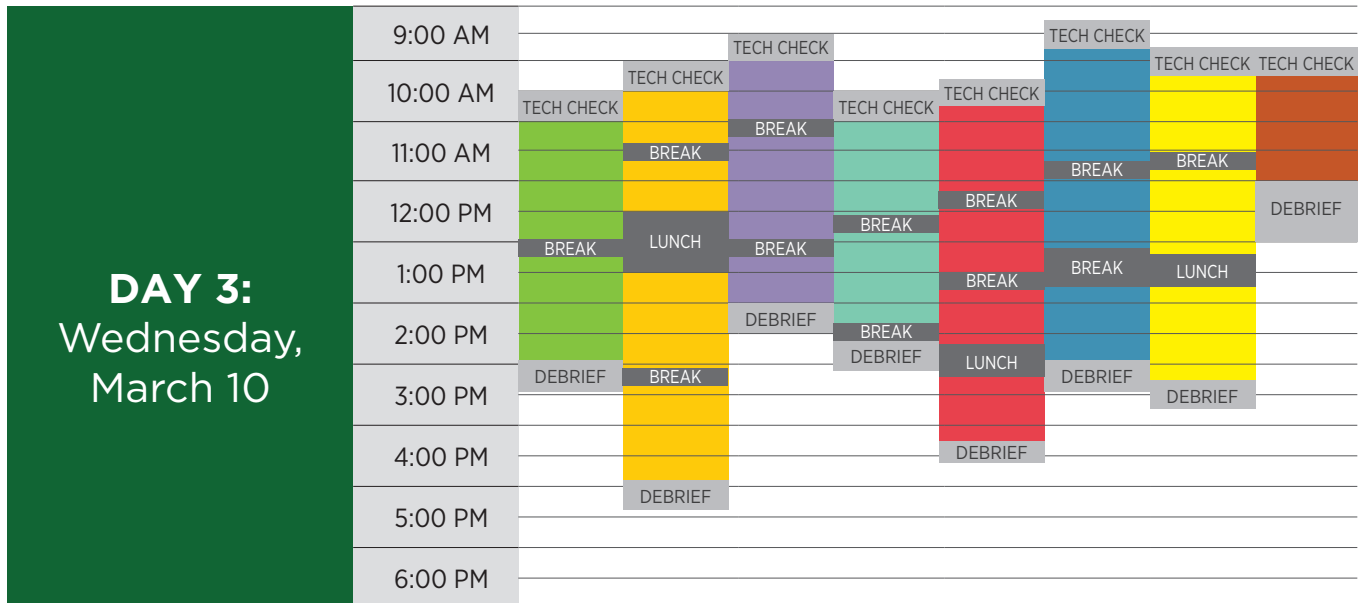 DAY 3:
Wednesday,
March 10
9:00 AM
10:00 AM
11:00 AM
12:00 PM
1:00 PM
2:00 PM
3:00 PM
4:00 PM
5:00 PM
6:00 PM
TECH CHECK
BREAK
DEBRIEF
TECH CHECK
BREAK
LUNCH
BREAK
DEBRIEF
TECH CHECK
BREAK
BREAK
DEBRIEF
TECH CHECK
BREAK
BREAK
DEBRIEF
TECH CHECK
BREAK
BREAK
LUNCH
DEBRIEF
TECH CHECK
BREAK
BREAK
DEBRIEF
TECH CHECK
BREAK
LUNCH
DEBRIEF
TECH CHECK
DEBRIEF